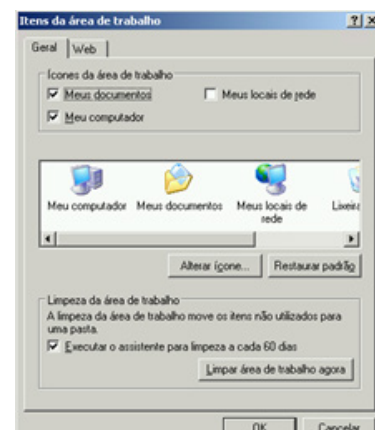 Itens da área de trabalho
Geral Web
Ícones da área de trabalho
Meus documentos Meus locais de rede
Meu computador
Meu computador Meus documentos Meus locais de rede Lixeira
Alterar ícone... Restaurar padrão
Limpeza da área de trabalho
A limpeza da área de trabalho move os itens não utilizados para
uma pasta.
Executar o assistente para limpeza a cada 60 dias
Limpar área de trabalho agora
OK Cancelar